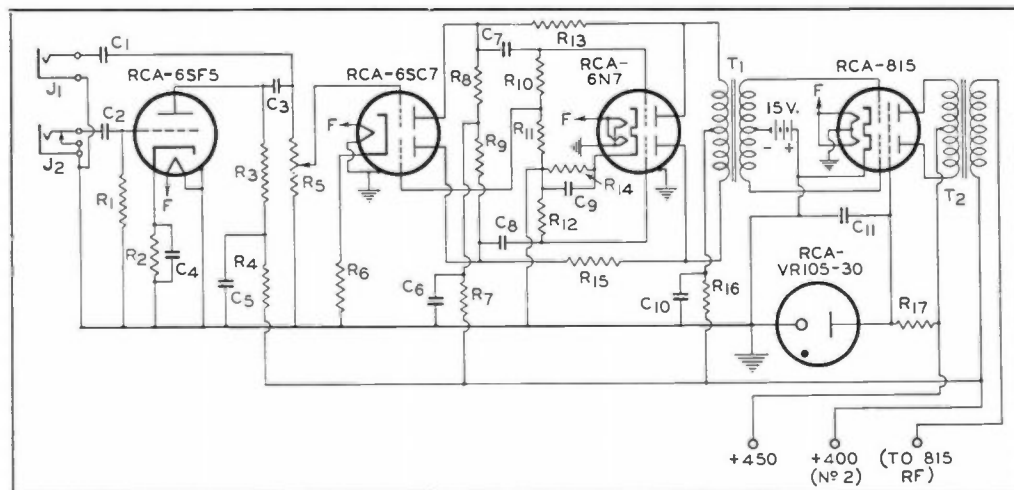 C1
J1
C2
J2
RCA-6SF5
F
R1
R2
C4
C3
R3
R4
C5
R5
RCA-6SC7
F
R6
C6
R7
C7
R8
R9
C8
R10
R11
R12
C9
R13
RCA-
6N7
F
R14
R15
C10
R16
T1
15 V.
- +
RCA-815
F
T2
C11
RCA-
VR105-30
R17
+450
+400
(Nº 2)
(TO 815
RF)